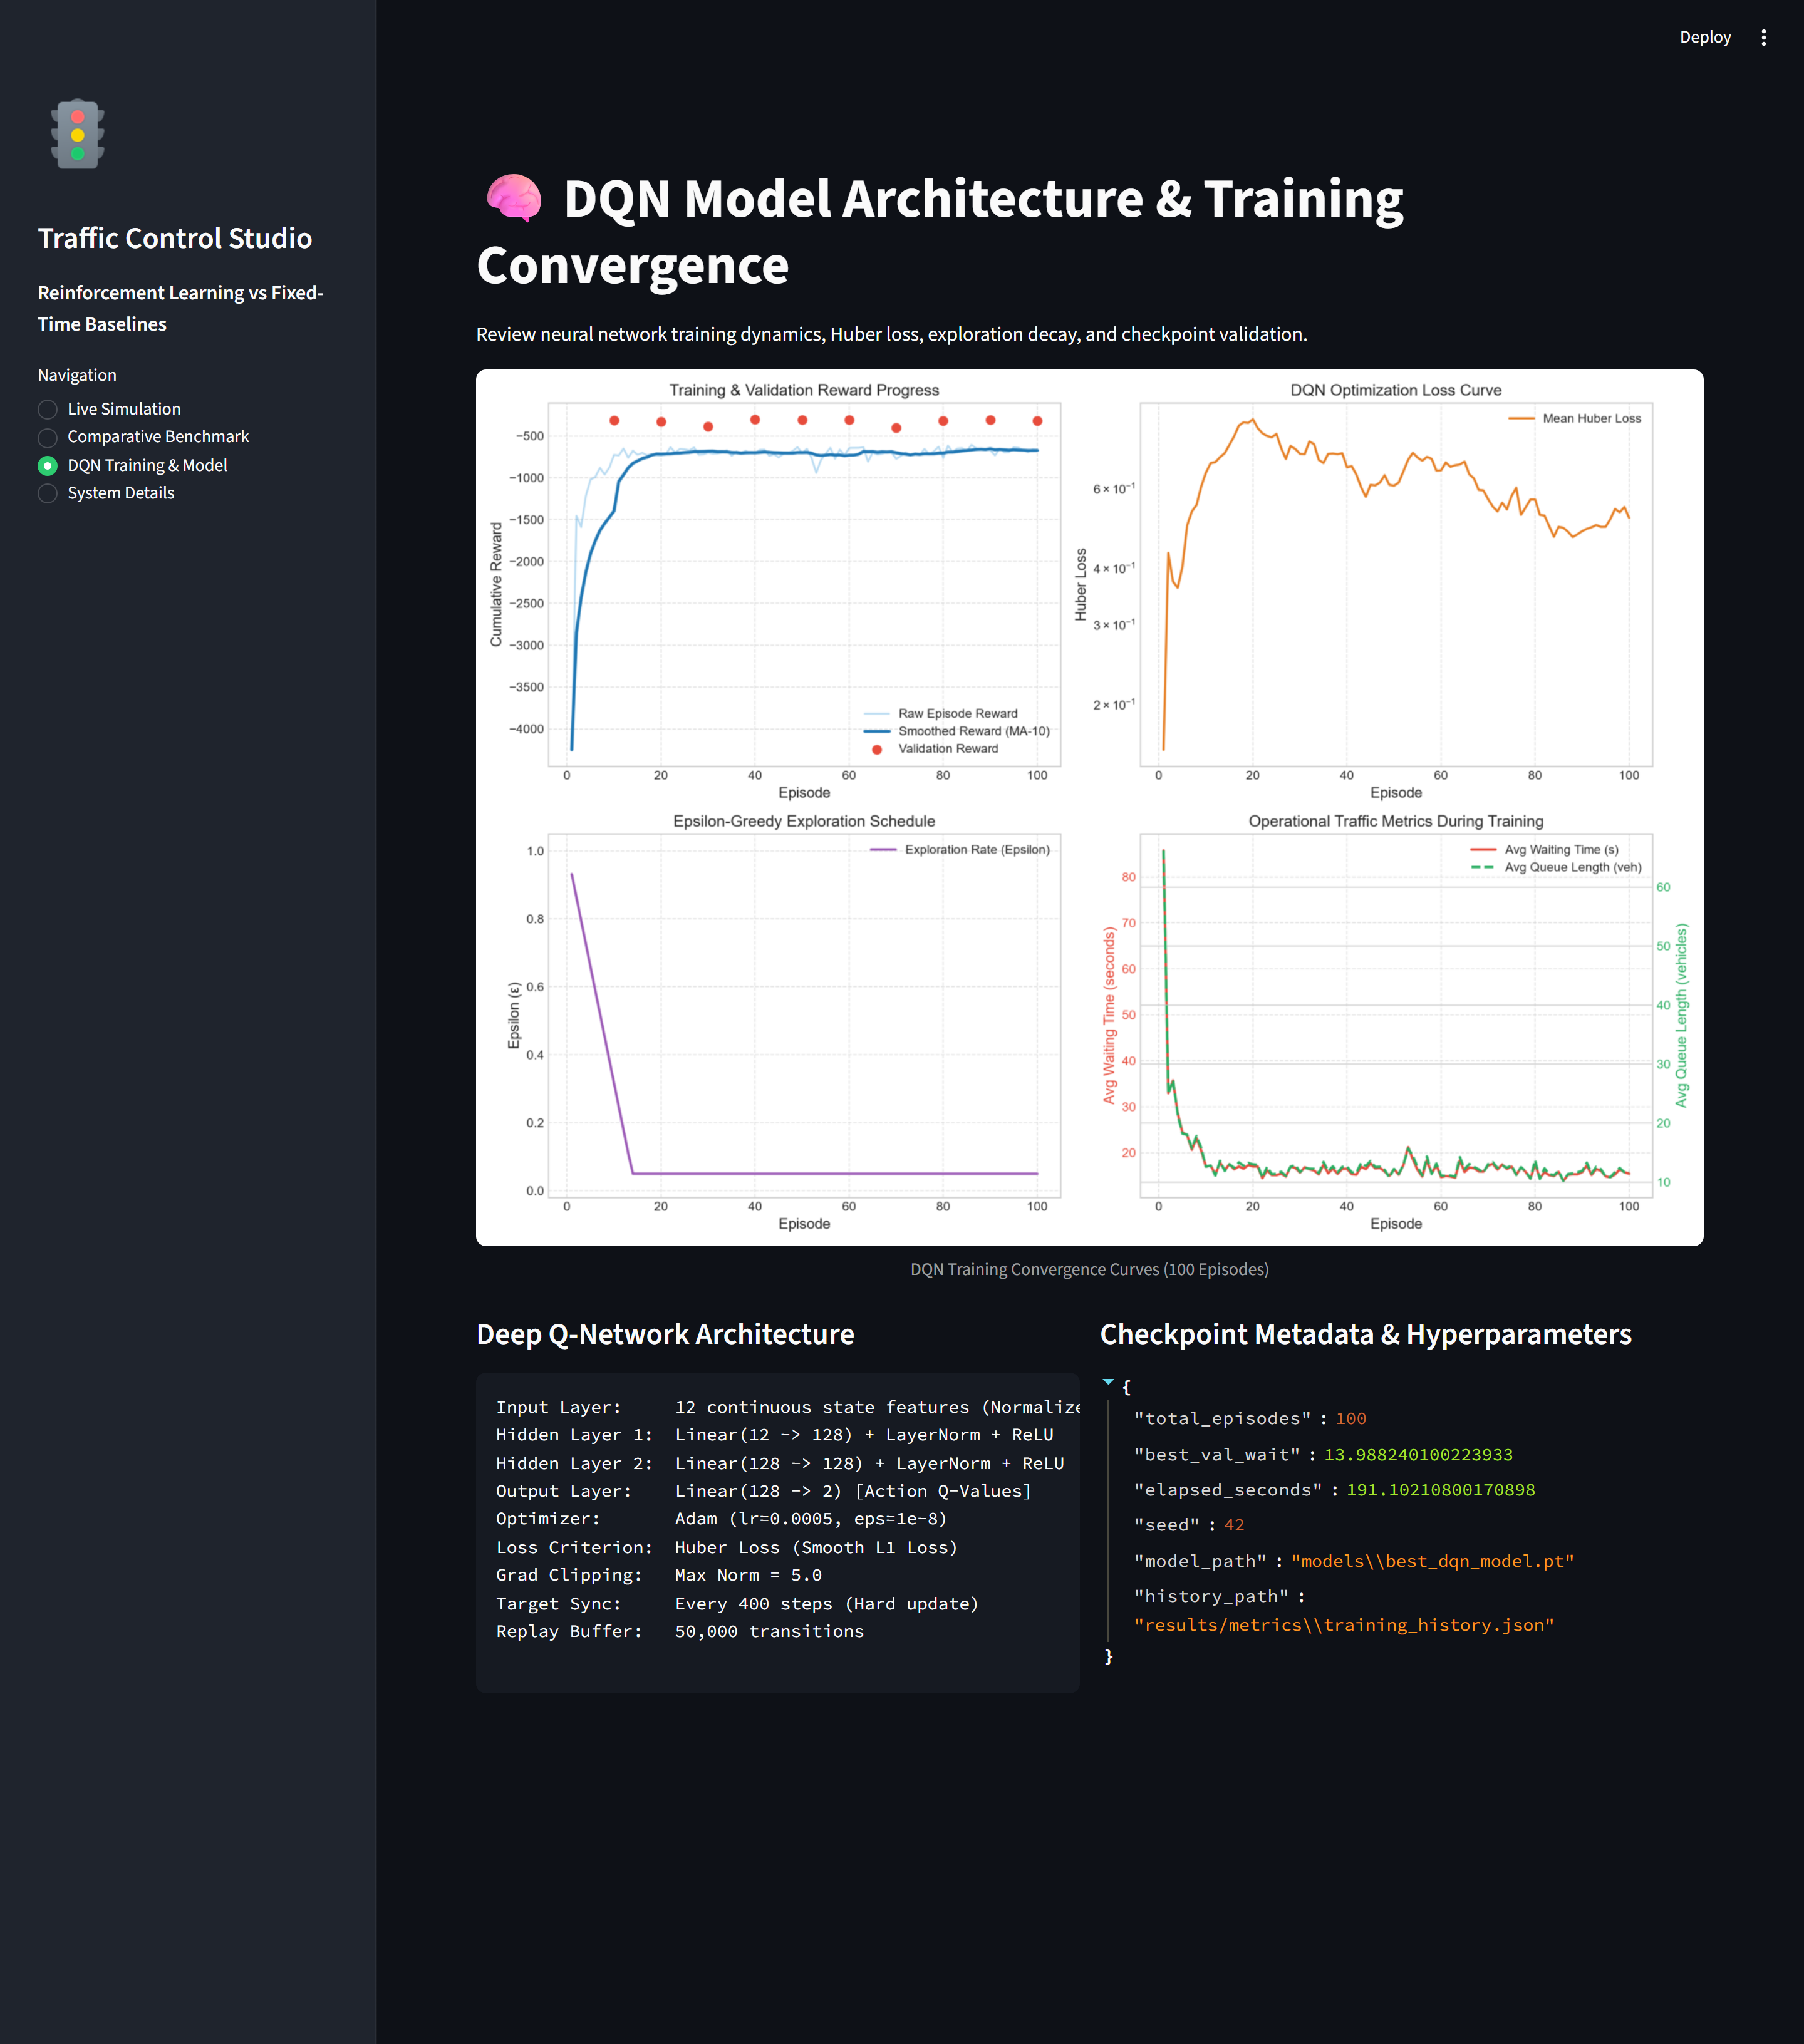 Deploy
Traffic Control Studio
Reinforcement Learning vs Fixed-
Time Baselines
Navigation
Live Simulation
Comparative Benchmark
DQN Training & Model
System Details
🧠 DQN Model Architecture & Training
Convergence
Review neural network training dynamics, Huber loss, exploration decay, and checkpoint validation.
Training & Validation Reward Progress
Cumulative Reward
−500
−1000
−1500
−2000
−2500
−3000
−3500
−4000
Raw Episode Reward
Smoothed Reward (MA-10)
Validation Reward
0 20 40 60 80 100
Episode
DQN Optimization Loss Curve
Mean Huber Loss
Huber Loss
6 × 10⁻¹
4 × 10⁻¹
3 × 10⁻¹
2 × 10⁻¹
0 20 40 60 80 100
Episode
Epsilon-Greedy Exploration Schedule
Exploration Rate (Epsilon)
Epsilon (ε)
1.0
0.8
0.6
0.4
0.2
0.0
0 20 40 60 80 100
Episode
Operational Traffic Metrics During Training
Avg Waiting Time (s)
Avg Queue Length (veh)
Avg Waiting Time (seconds)
80
70
60
50
40
30
20
60
50
40
30
20
10
Avg Queue Length (vehicles)
0 20 40 60 80 100
Episode
DQN Training Convergence Curves (100 Episodes)
Deep Q-Network Architecture
Input Layer: 12 continuous state features (Normalize
Hidden Layer 1: Linear(12 -> 128) + LayerNorm + ReLU
Hidden Layer 2: Linear(128 -> 128) + LayerNorm + ReLU
Output Layer: Linear(128 -> 2) [Action Q-Values]
Optimizer: Adam (lr=0.0005, eps=1e-8)
Loss Criterion: Huber Loss (Smooth L1 Loss)
Grad Clipping: Max Norm = 5.0
Target Sync: Every 400 steps (Hard update)
Replay Buffer: 50,000 transitions
Checkpoint Metadata & Hyperparameters
{
"total_episodes" : 100
"best_val_wait" : 13.988240100223933
"elapsed_seconds" : 191.10210800170898
"seed" : 42
"model_path" : "models\\best_dqn_model.pt"
"history_path" :
"results/metrics\\training_history.json"
}